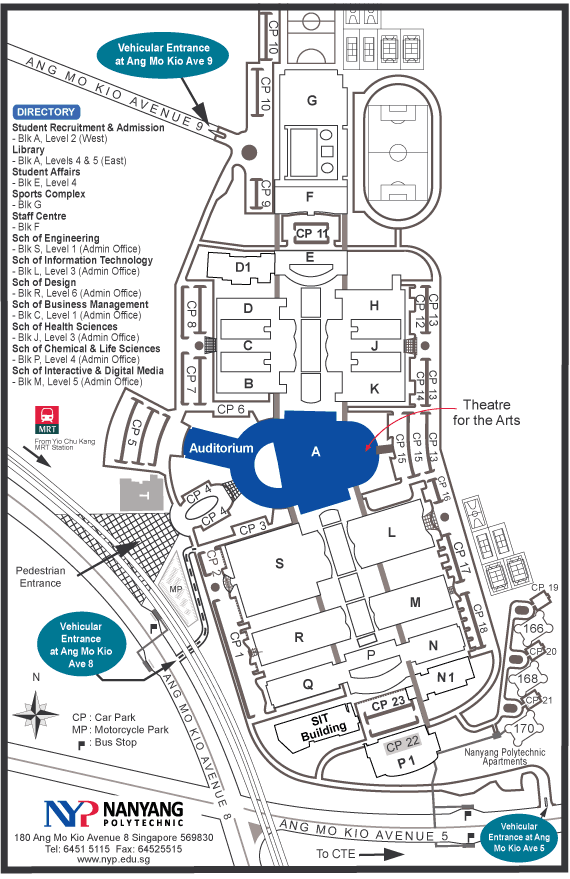 Vehicular Entrance
at Ang Mo Kio Ave 9
ANG MO KIO AVENUE 9
CP 10
CP 10
CP 9
G
F
CP 11
E
DIRECTORY
Student Recruitment & Admission
- Blk A, Level 2 (West)
Library
- Blk A, Levels 4 & 5 (East)
Student Affairs
- Blk E, Level 4
Sports Complex
- Blk G
Staff Centre
- Blk F
Sch of Engineering
- Blk S, Level 1 (Admin Office)
Sch of Information Technology
- Blk L, Level 3 (Admin Office)
Sch of Design
- Blk R, Level 6 (Admin Office)
Sch of Business Management
- Blk C, Level 1 (Admin Office)
Sch of Health Sciences
- Blk J, Level 3 (Admin Office)
Sch of Chemical & Life Sciences
- Blk P, Level 4 (Admin Office)
Sch of Interactive & Digital Media
- Blk M, Level 5 (Admin Office)
D1
D
H
CP 8
C
J
CP 12
CP 13
CP 7
B
K
CP 14
CP 13
CP 6
MRT
From Yio Chu Kang
MRT Station
CP 5
Auditorium
A
Theatre
for the Arts
CP 15
CP 15
CP 13
T
CP 4
CP 4
CP 3
CP 16
Pedestrian
Entrance
MP
CP 2
S
L
CP 17
CP 1
M
CP 18
R
N
P
Q
N1
CP 19
166
CP 20
168
CP 21
170
Nanyang Polytechnic
Apartments
Vehicular
Entrance
at Ang Mo Kio
Ave 8
SIT
Building
CP 23
CP 22
P1
N
CP : Car Park
MP : Motorcycle Park
: Bus Stop
ANG MO KIO AVENUE 8
ANG MO KIO AVENUE 5
To CTE
Vehicular
Entrance at Ang
Mo Kio Ave 5
NYP NANYANG
POLYTECHNIC
180 Ang Mo Kio Avenue 8 Singapore 569830
Tel: 6451 5115 Fax: 64525515
www.nyp.edu.sg